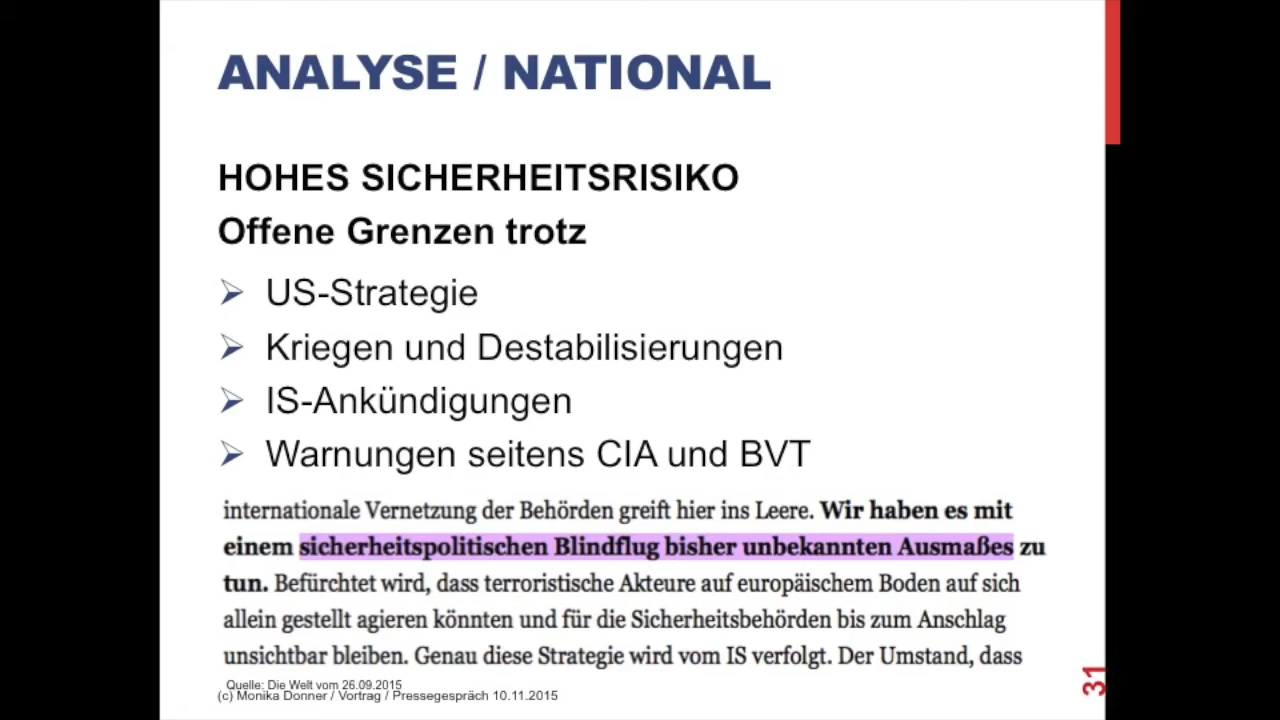 ANALYSE / NATIONAL
HOHES SICHERHEITSRISIKO
Offene Grenzen trotz
US-Strategie
Kriegen und Destabilisierungen
IS-Ankündigungen
Warnungen seitens CIA und BVT
internationale Vernetzung der Behörden greift hier ins Leere. Wir haben es mit
einem sicherheitspolitischen Blindflug bisher unbekannten Ausmaßes zu
tun. Befürchtet wird, dass terroristische Akteure auf europäischem Boden auf sich
allein gestellt agieren könnten und für die Sicherheitsbehörden bis zum Anschlag
unsichtbar bleiben. Genau diese Strategie wird vom IS verfolgt. Der Umstand, dass
Quelle: Die Welt vom 26.09.2015
(c) Monika Donner / Vortrag / Pressegespräch 10.11.2015
31